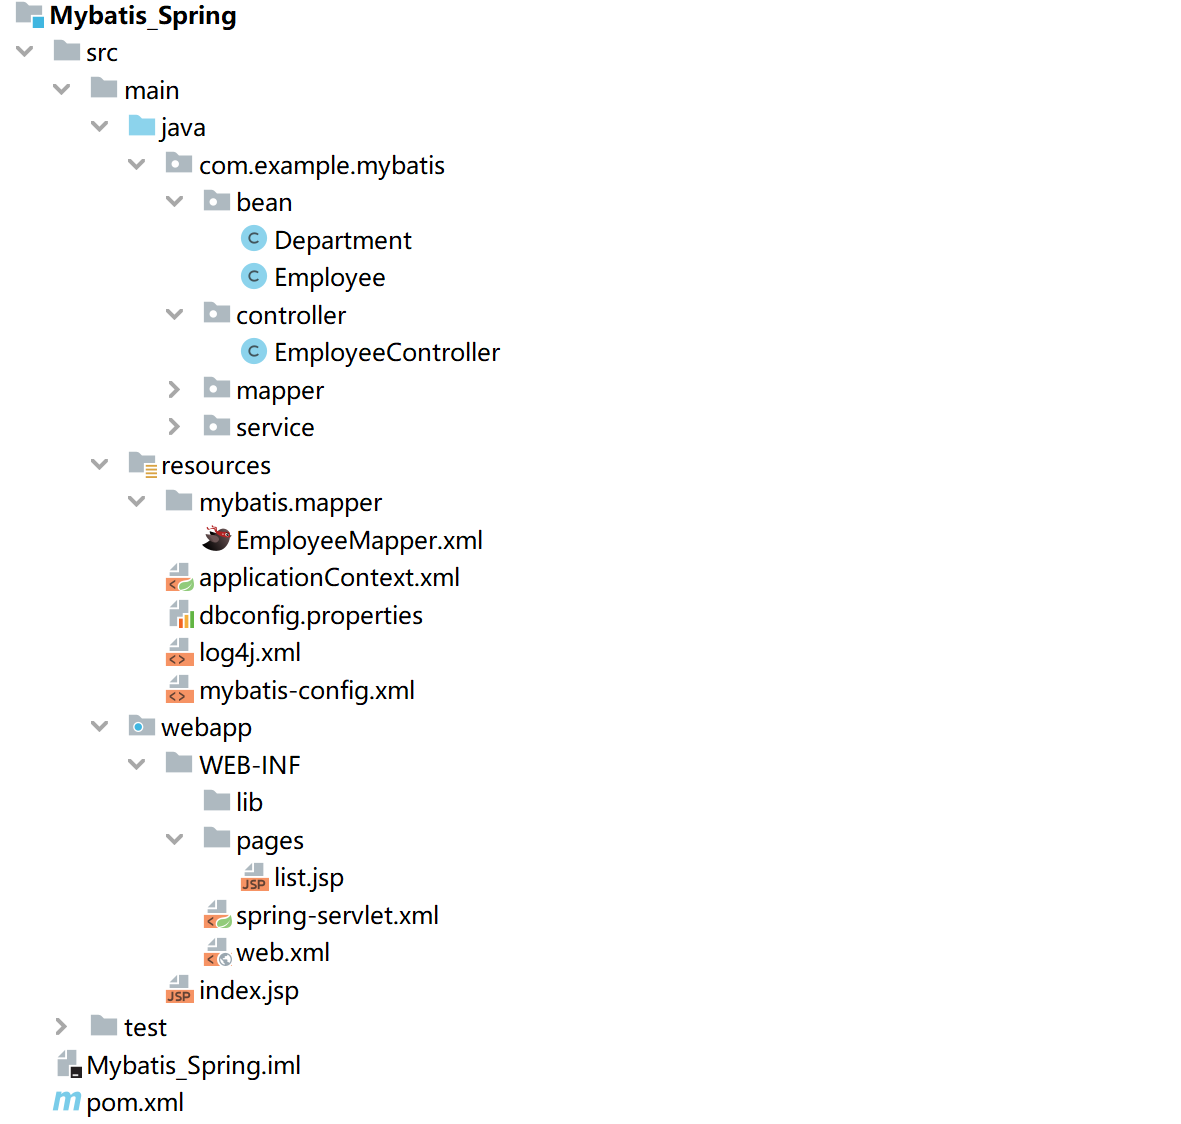 Mybatis_Spring
src
main
java
com.example.mybatis
bean
C Department
C Employee
controller
C EmployeeController
mapper
service
resources
mybatis.mapper
EmployeeMapper.xml
applicationContext.xml
dbconfig.properties
log4j.xml
mybatis-config.xml
webapp
WEB-INF
lib
pages
JSP list.jsp
spring-servlet.xml
web.xml
JSP index.jsp
test
Mybatis_Spring.iml
m pom.xml